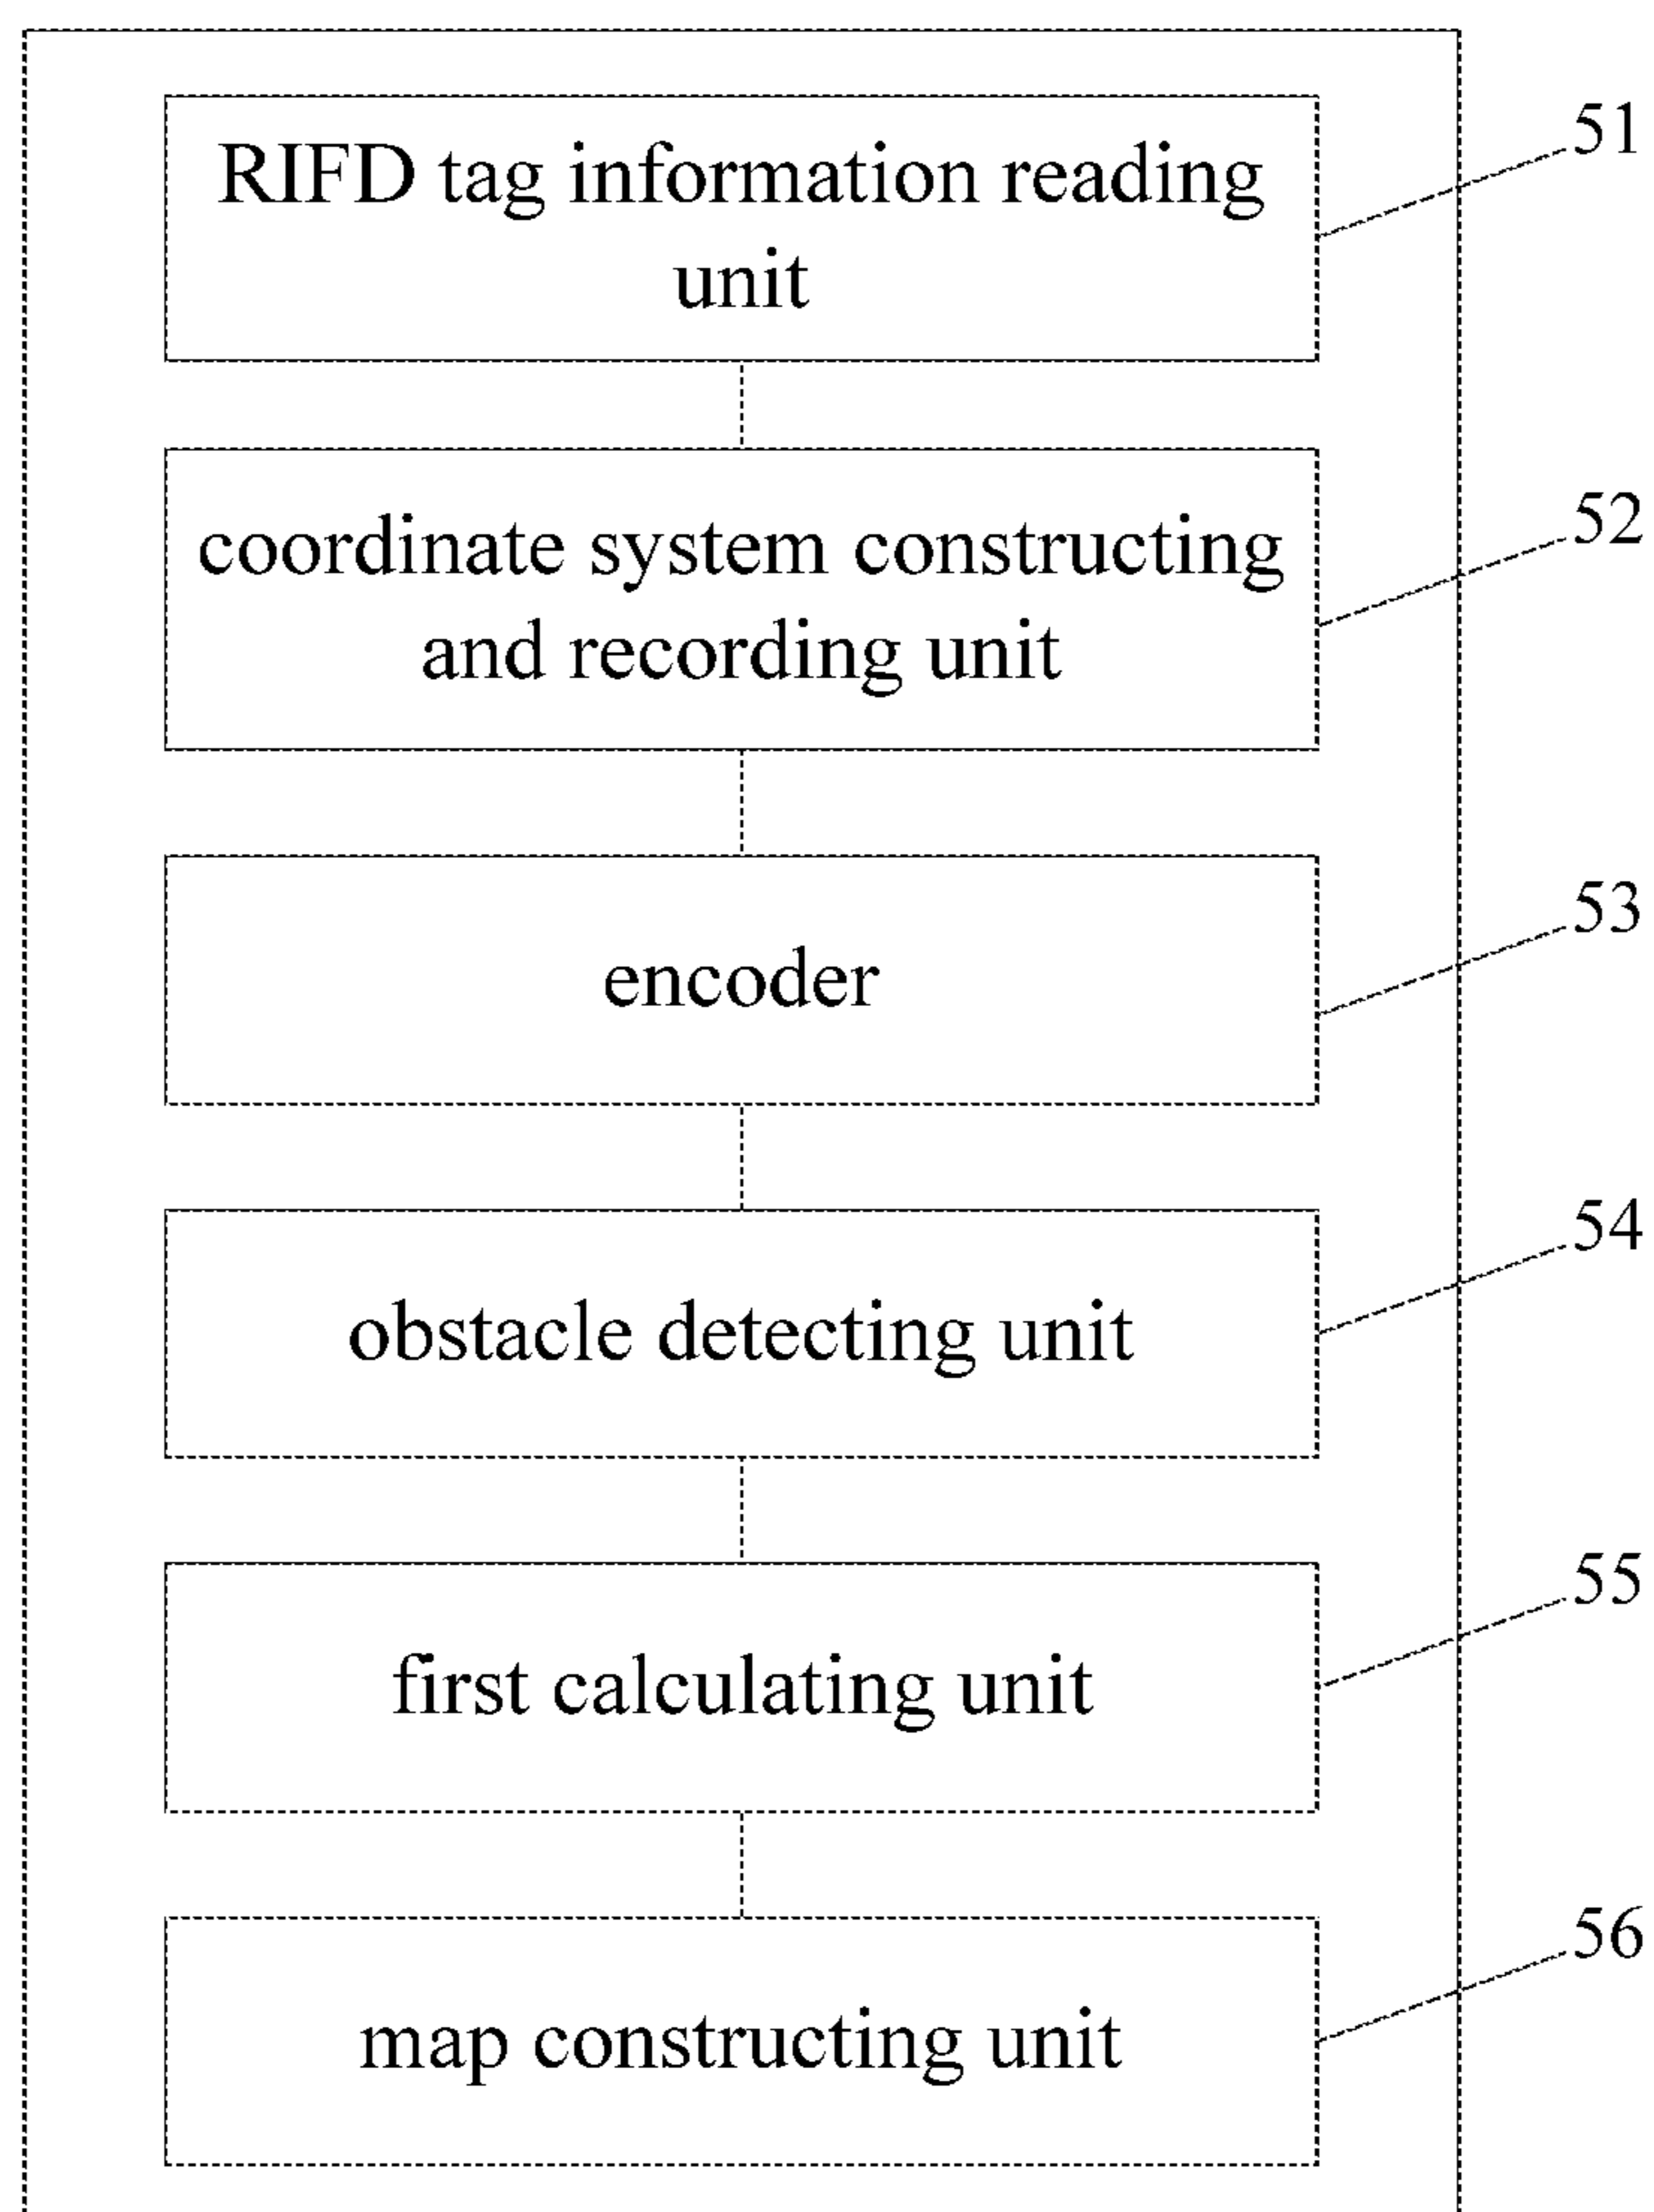 RIFD tag information reading
unit
51
coordinate system constructing
and recording unit
52
encoder
53
obstacle detecting unit
54
first calculating unit
55
map constructing unit
56